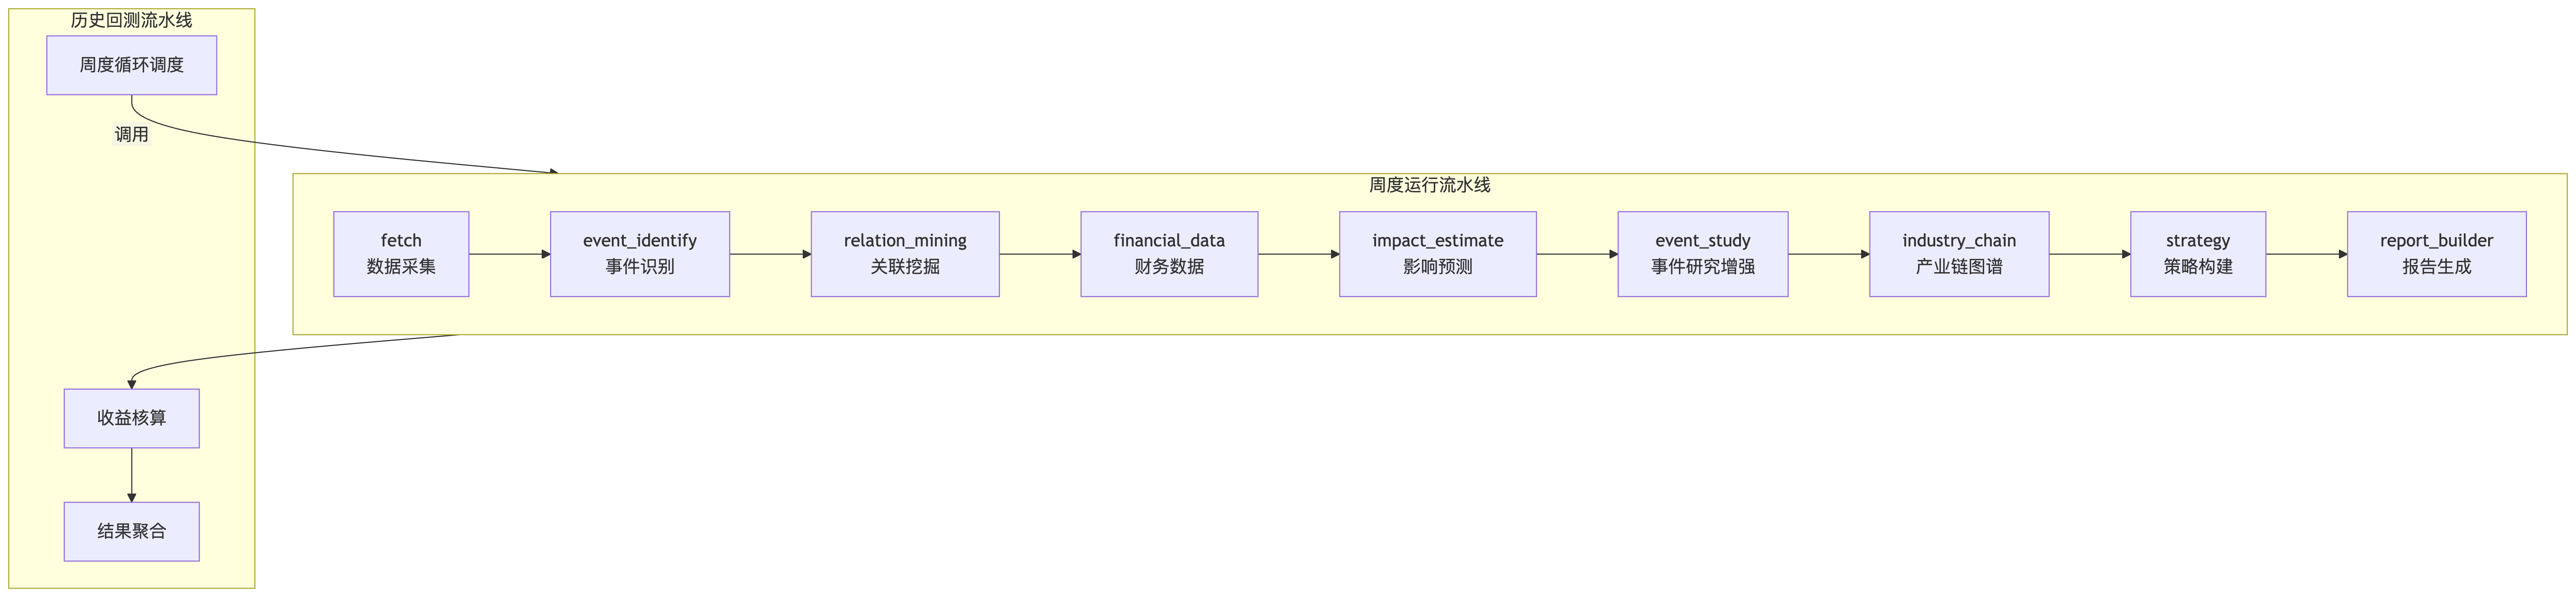 历史回测流水线
周度循环调度
调用
周度运行流水线
fetch
数据采集
event_identify
事件识别
relation_mining
关联挖掘
financial_data
财务数据
impact_estimate
影响预测
event_study
事件研究增强
industry_chain
产业链图谱
strategy
策略构建
report_builder
报告生成
收益核算
结果聚合